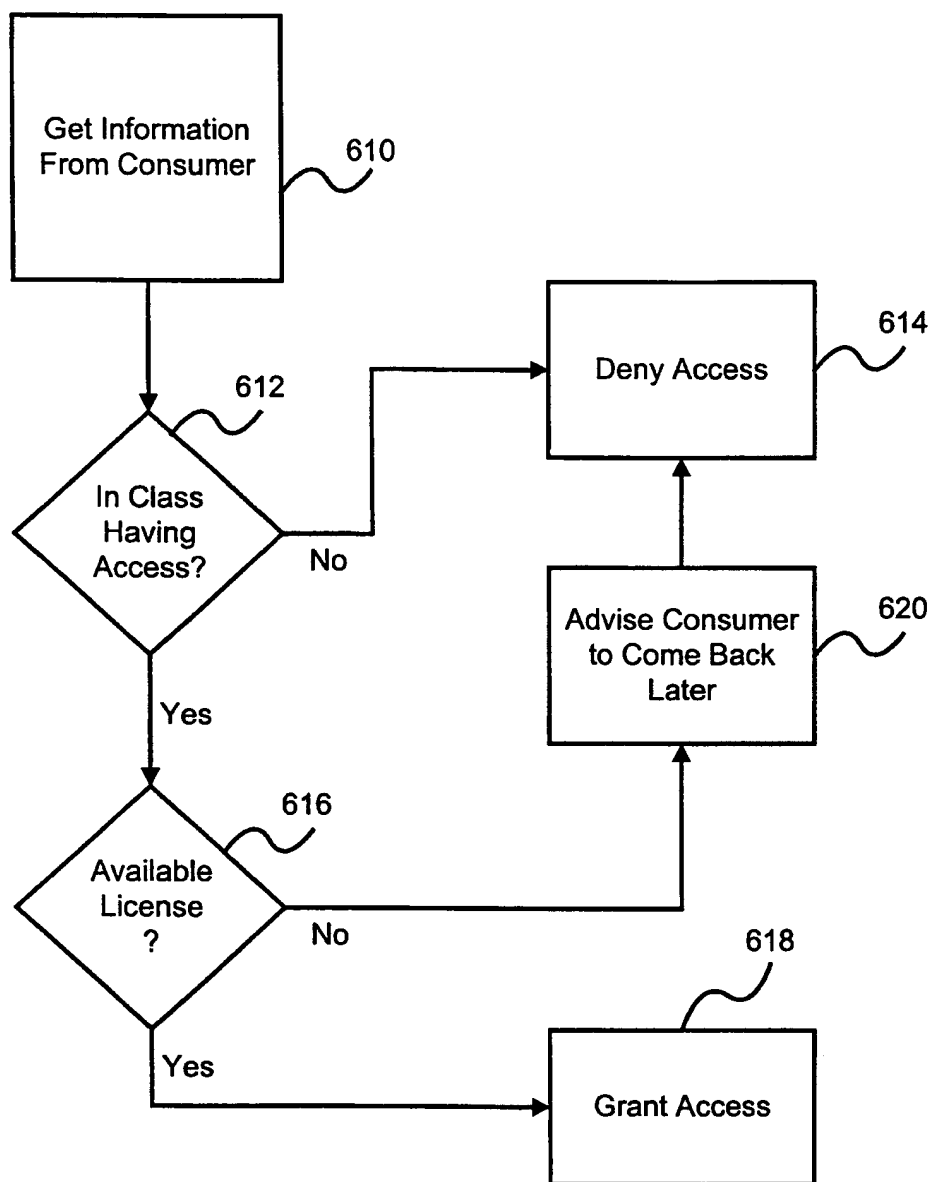 Get Information
From Consumer
610
612
In Class
Having
Access?
No
Deny Access
614
Advise Consumer
to Come Back
Later
620
Yes
616
Available
License
?
No
618
Yes
Grant Access